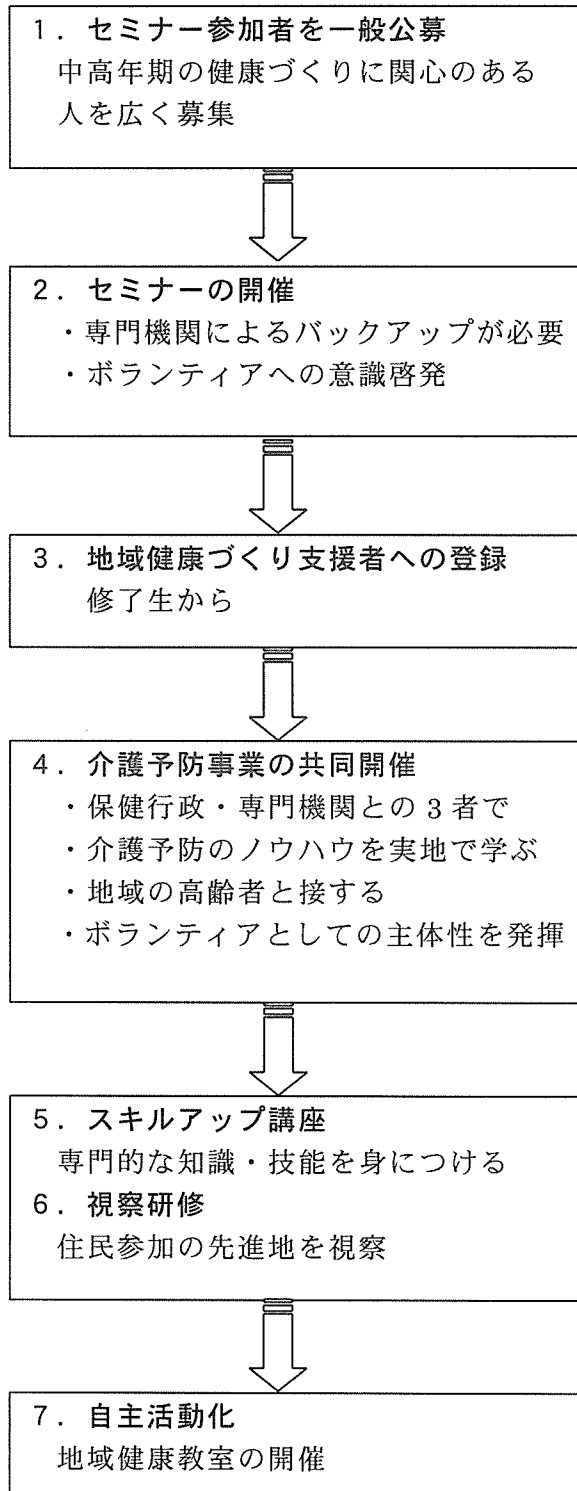 1．セミナー参加者を一般公募
中高年期の健康づくりに関心のある
人を広く募集
2．セミナーの開催
・専門機関によるバックアップが必要
・ボランティアへの意識啓発
3．地域健康づくり支援者への登録
修了生から
4．介護予防事業の共同開催
・保健行政・専門機関との3者で
・介護予防のノウハウを実地で学ぶ
・地域の高齢者と接する
・ボランティアとしての主体性を発揮
5．スキルアップ講座
専門的な知識・技能を身につける
6．視察研修
住民参加の先進地を視察
7．自主活動化
地域健康教室の開催